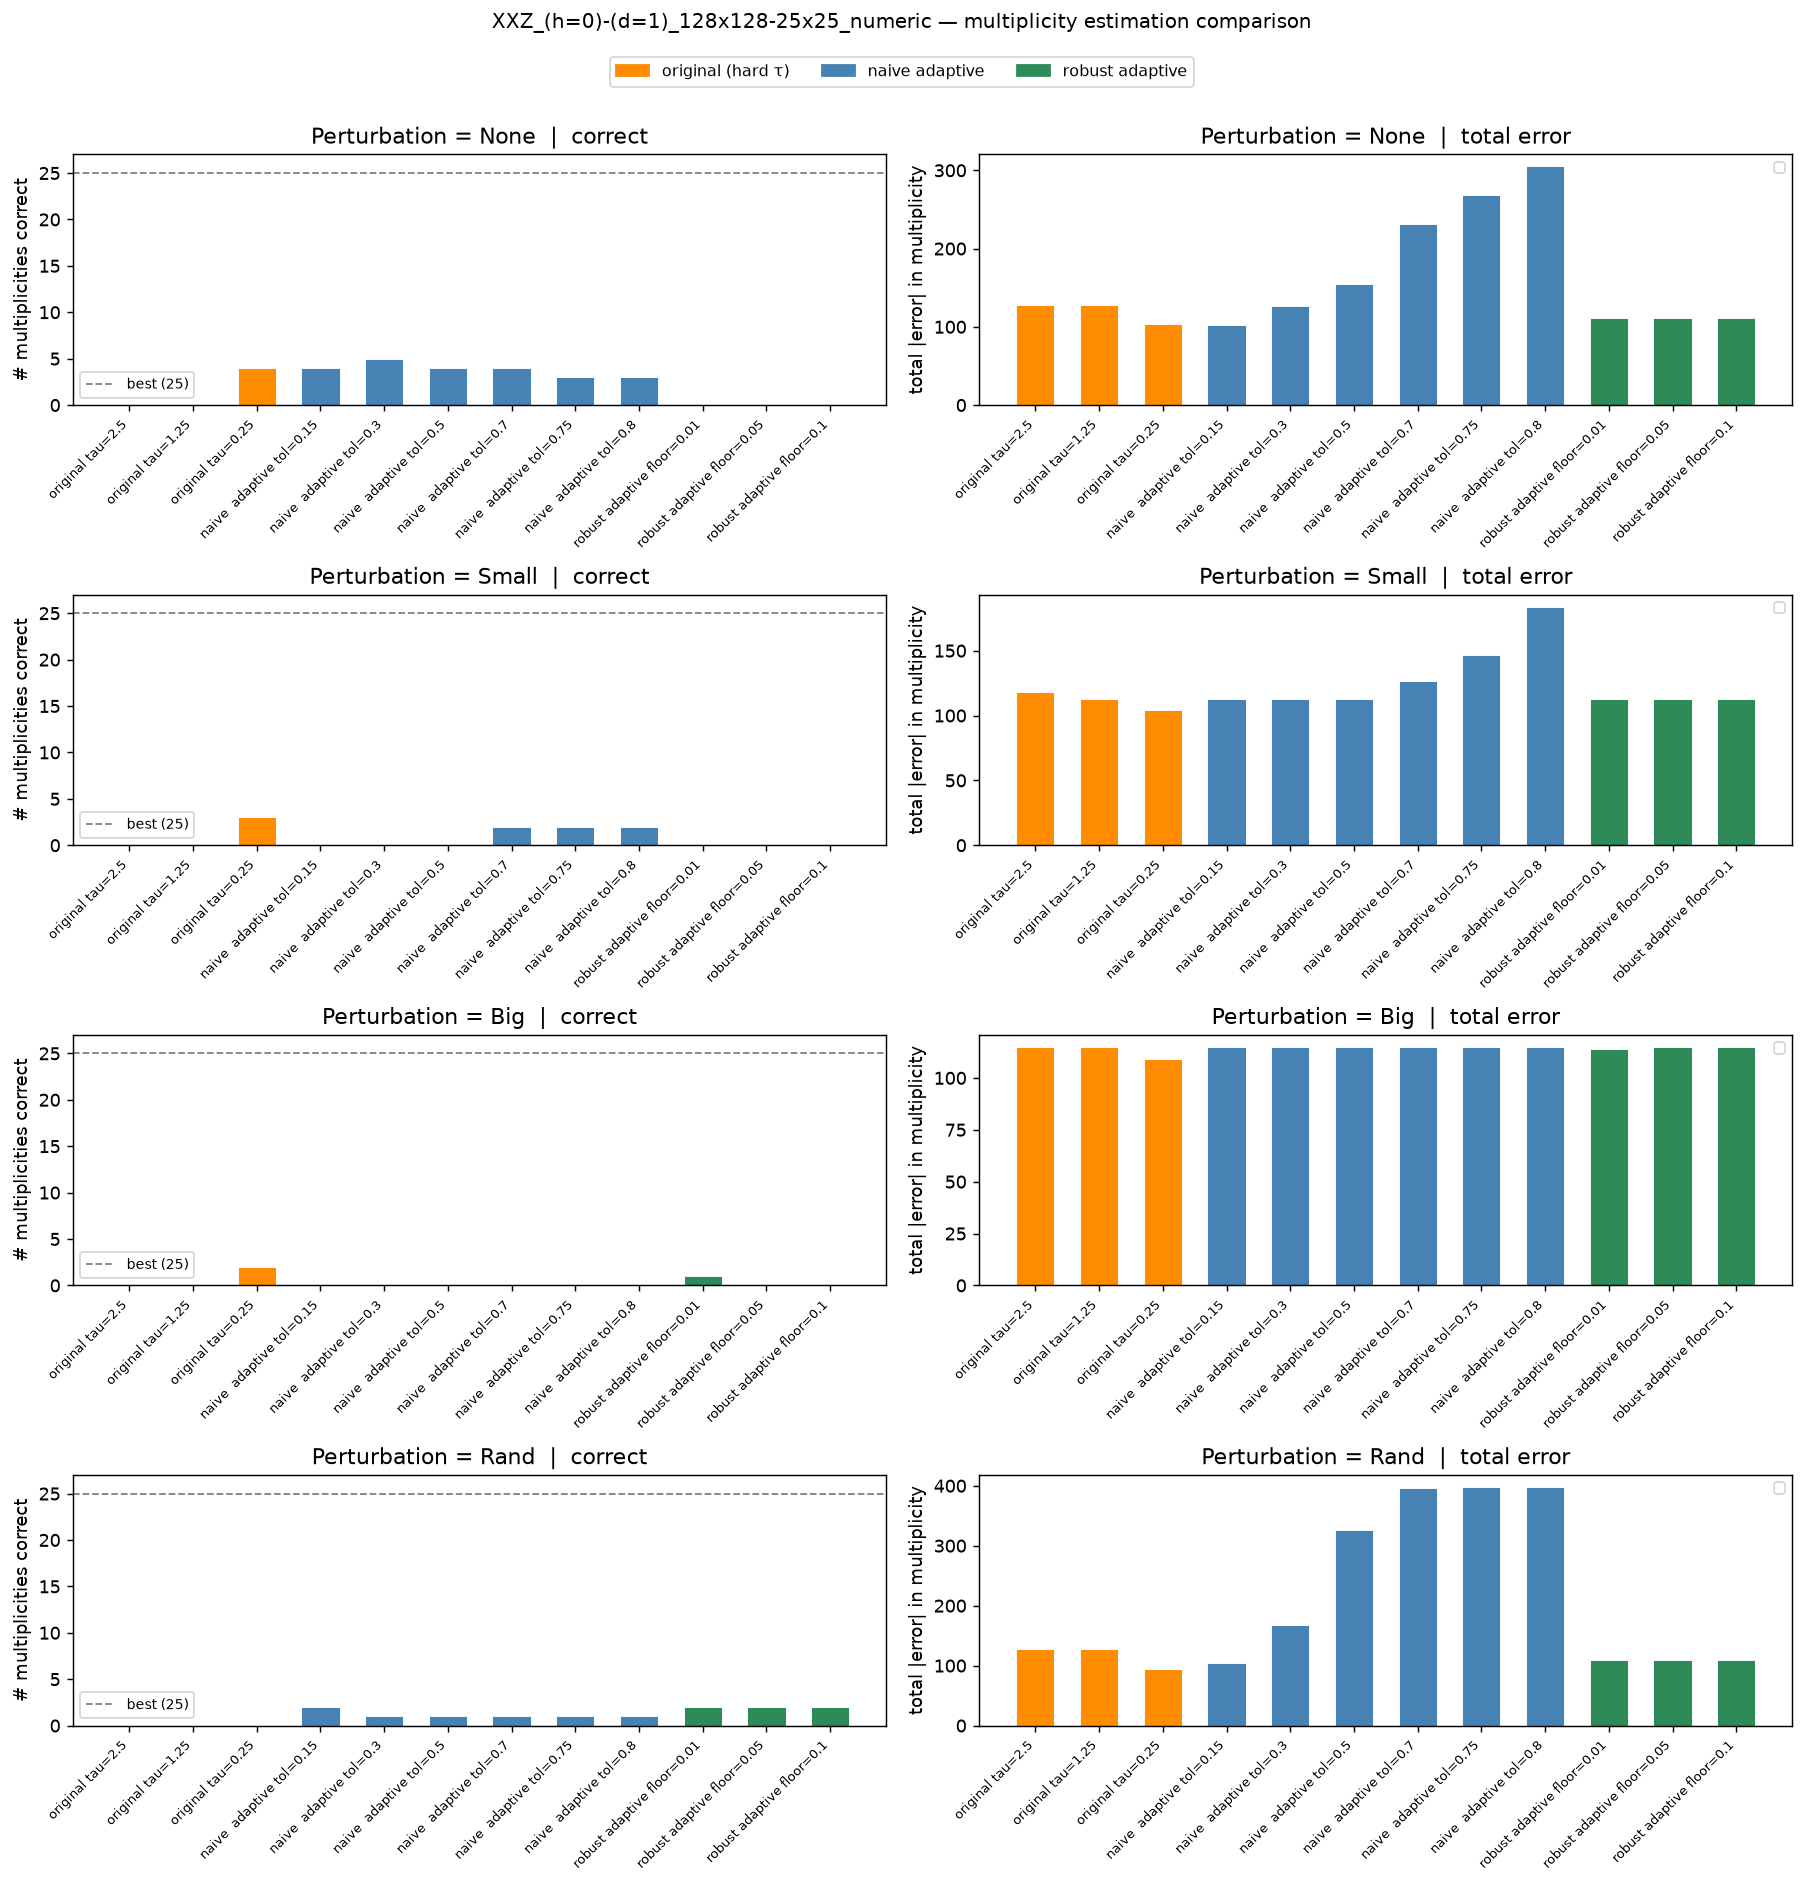 XXZ_(h=0)-(d=1)_128x128-25x25_numeric — multiplicity estimation comparison
original (hard τ) naive adaptive robust adaptive
Perturbation = None | correct
# multiplicities correct
25
20
15
10
5
0
best (25)
original tau=2.5
original tau=1.25
original tau=0.25
naive adaptive tol=0.15
naive adaptive tol=0.3
naive adaptive tol=0.5
naive adaptive tol=0.7
naive adaptive tol=0.75
naive adaptive tol=0.8
robust adaptive floor=0.01
robust adaptive floor=0.05
robust adaptive floor=0.1
Perturbation = None | total error
total |error| in multiplicity
300
200
100
0
original tau=2.5
original tau=1.25
original tau=0.25
naive adaptive tol=0.15
naive adaptive tol=0.3
naive adaptive tol=0.5
naive adaptive tol=0.7
naive adaptive tol=0.75
naive adaptive tol=0.8
robust adaptive floor=0.01
robust adaptive floor=0.05
robust adaptive floor=0.1
Perturbation = Small | correct
# multiplicities correct
25
20
15
10
5
0
best (25)
original tau=2.5
original tau=1.25
original tau=0.25
naive adaptive tol=0.15
naive adaptive tol=0.3
naive adaptive tol=0.5
naive adaptive tol=0.7
naive adaptive tol=0.75
naive adaptive tol=0.8
robust adaptive floor=0.01
robust adaptive floor=0.05
robust adaptive floor=0.1
Perturbation = Small | total error
total |error| in multiplicity
150
100
50
0
original tau=2.5
original tau=1.25
original tau=0.25
naive adaptive tol=0.15
naive adaptive tol=0.3
naive adaptive tol=0.5
naive adaptive tol=0.7
naive adaptive tol=0.75
naive adaptive tol=0.8
robust adaptive floor=0.01
robust adaptive floor=0.05
robust adaptive floor=0.1
Perturbation = Big | correct
# multiplicities correct
25
20
15
10
5
0
best (25)
original tau=2.5
original tau=1.25
original tau=0.25
naive adaptive tol=0.15
naive adaptive tol=0.3
naive adaptive tol=0.5
naive adaptive tol=0.7
naive adaptive tol=0.75
naive adaptive tol=0.8
robust adaptive floor=0.01
robust adaptive floor=0.05
robust adaptive floor=0.1
Perturbation = Big | total error
total |error| in multiplicity
100
75
50
25
0
original tau=2.5
original tau=1.25
original tau=0.25
naive adaptive tol=0.15
naive adaptive tol=0.3
naive adaptive tol=0.5
naive adaptive tol=0.7
naive adaptive tol=0.75
naive adaptive tol=0.8
robust adaptive floor=0.01
robust adaptive floor=0.05
robust adaptive floor=0.1
Perturbation = Rand | correct
# multiplicities correct
25
20
15
10
5
0
best (25)
original tau=2.5
original tau=1.25
original tau=0.25
naive adaptive tol=0.15
naive adaptive tol=0.3
naive adaptive tol=0.5
naive adaptive tol=0.7
naive adaptive tol=0.75
naive adaptive tol=0.8
robust adaptive floor=0.01
robust adaptive floor=0.05
robust adaptive floor=0.1
Perturbation = Rand | total error
total |error| in multiplicity
400
300
200
100
0
original tau=2.5
original tau=1.25
original tau=0.25
naive adaptive tol=0.15
naive adaptive tol=0.3
naive adaptive tol=0.5
naive adaptive tol=0.7
naive adaptive tol=0.75
naive adaptive tol=0.8
robust adaptive floor=0.01
robust adaptive floor=0.05
robust adaptive floor=0.1